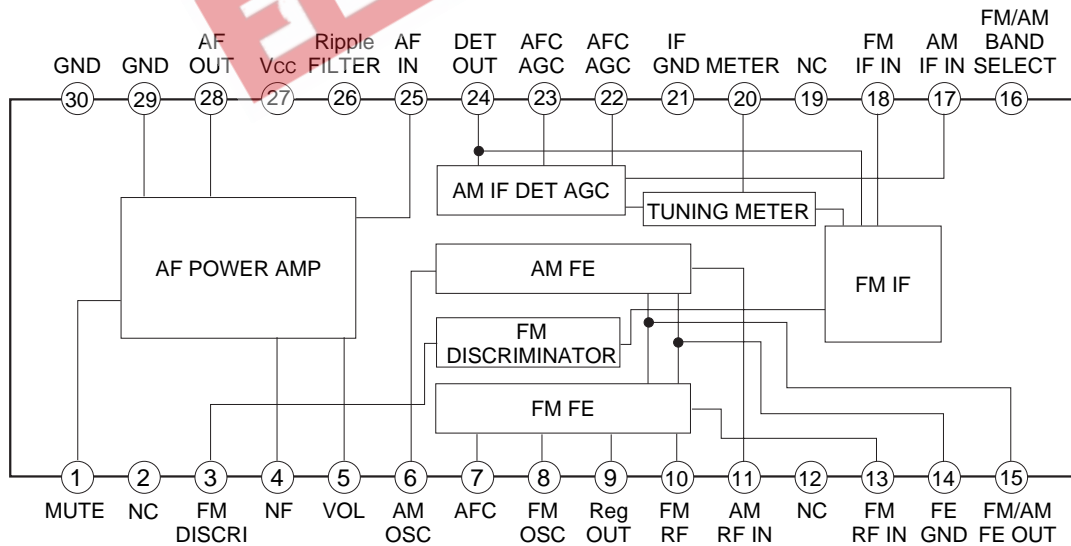 FM/AM
AF Ripple AF DET AFC AFC IF FM AM BAND
GND GND OUT Vcc FILTER IN OUT AGC AGC GND METER NC IF IN IF IN SELECT
30 29 28 27 26 25 24 23 22 21 20 19 18 17 16
AM IF DET AGC
TUNING METER
AF POWER AMP
AM FE
FM IF
FM
DISCRIMINATOR
FM FE
1 2 3 4 5 6 7 8 9 10 11 12 13 14 15
MUTE NC FM NF VOL AM AFC FM Reg FM AM NC FM FE FM/AM
DISCRI OSC OSC OUT RF RF IN RF IN GND FE OUT